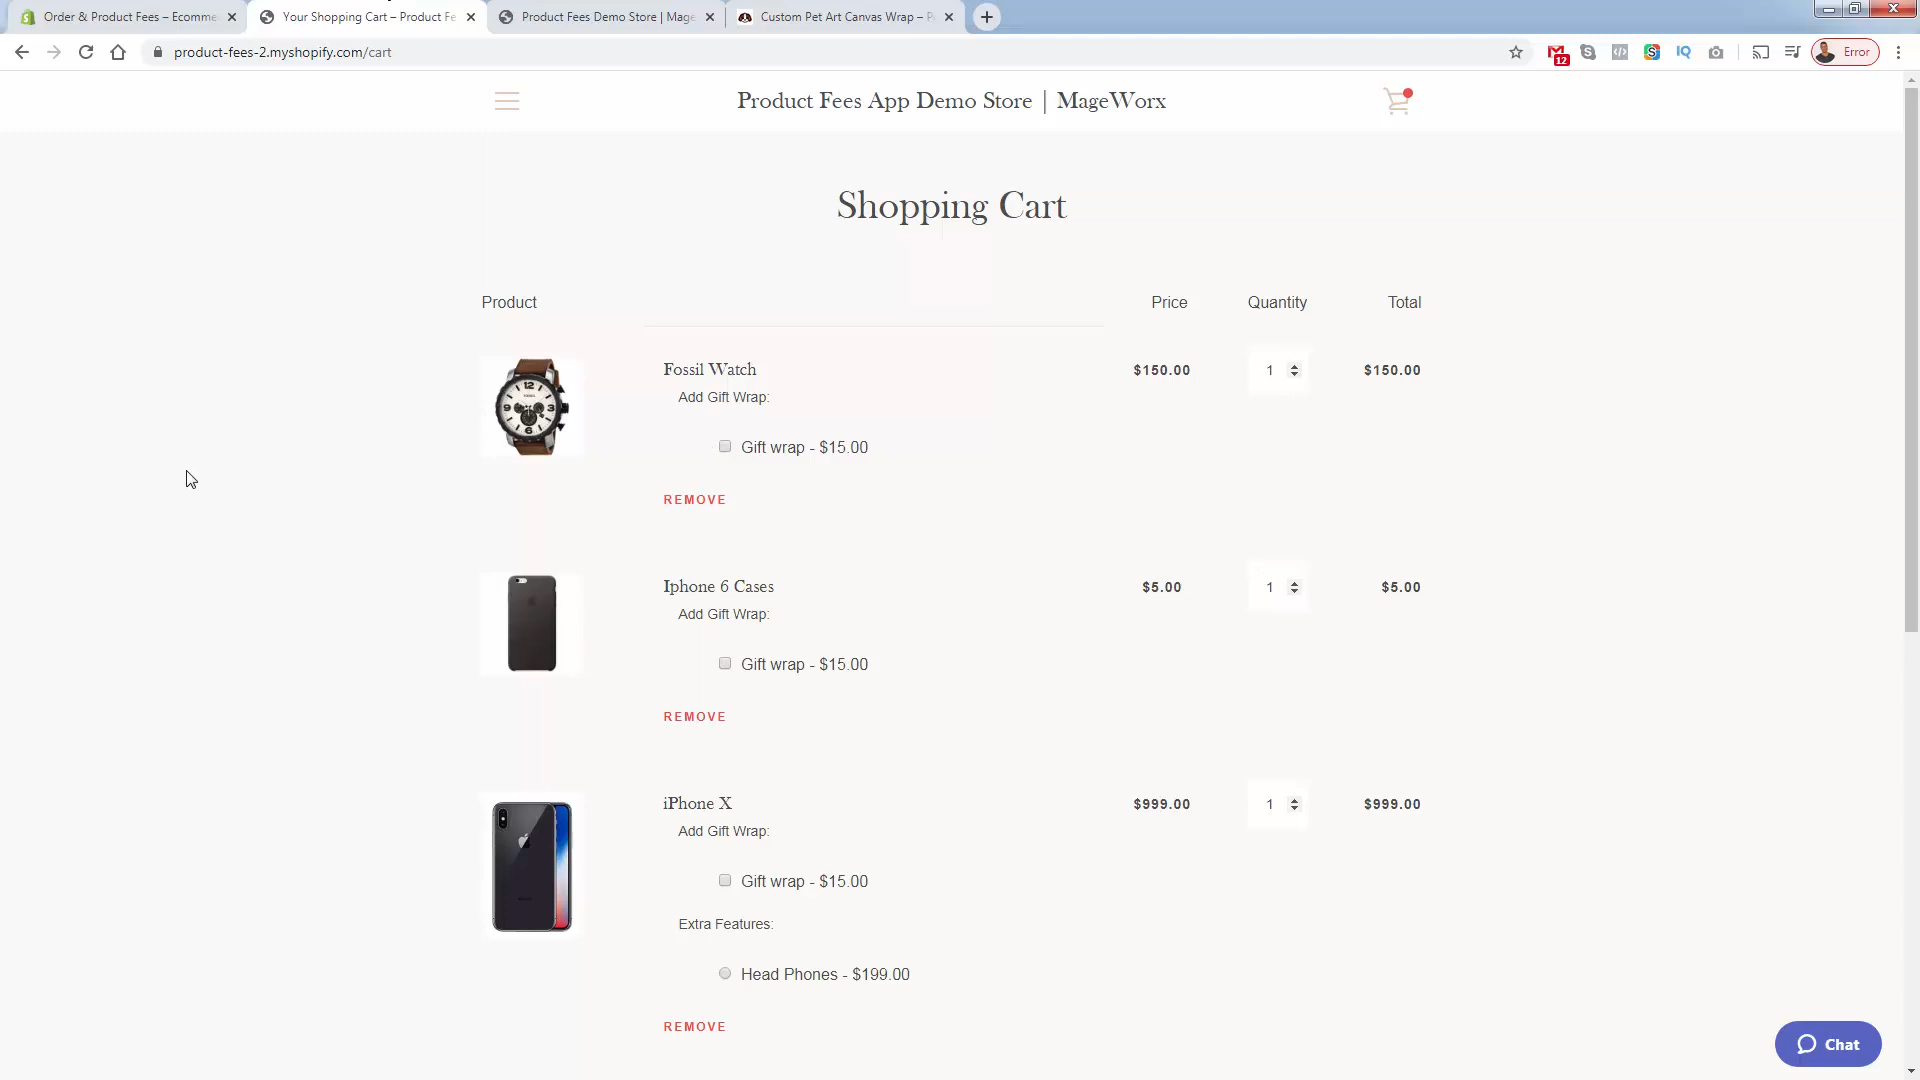 Order & Product Fees – Ecomme
Your Shopping Cart – Product Fe
Product Fees Demo Store | Mage
Custom Pet Art Canvas Wrap – P
product-fees-2.myshopify.com/cart
12
S
IQ
Error
Product Fees App Demo Store | MageWorx
Shopping Cart
Product Price Quantity Total
Fossil Watch $150.00 1 $150.00
Add Gift Wrap:
Gift wrap - $15.00
REMOVE
Iphone 6 Cases $5.00 1 $5.00
Add Gift Wrap:
Gift wrap - $15.00
REMOVE
iPhone X $999.00 1 $999.00
Add Gift Wrap:
Gift wrap - $15.00
Extra Features:
Head Phones - $199.00
REMOVE
Chat